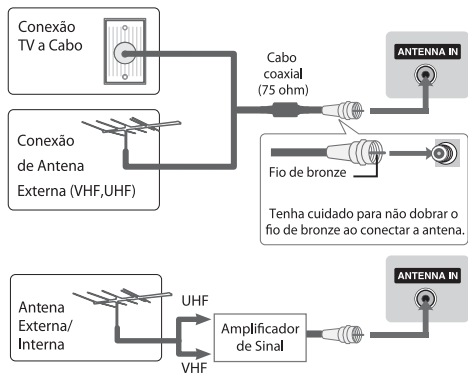 Conexão
TV a Cabo
Cabo
coaxial
(75 ohm)
ANTENNA IN
Conexão
de Antena
Externa (VHF,UHF)
Fio de bronze
Tenha cuidado para não dobrar o
fio de bronze ao conectar a antena.
Antena
Externa/
Interna
UHF
VHF
Amplificador
de Sinal
ANTENNA IN